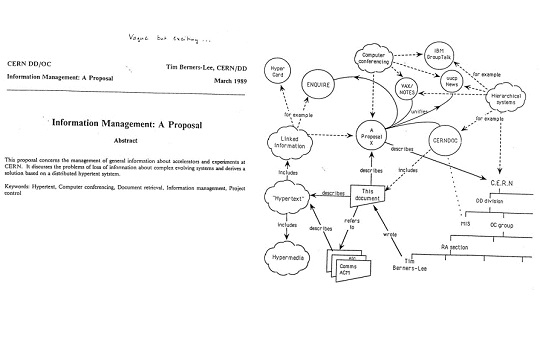 Vague but exciting ...
CERN DD/OC
Tim Berners-Lee, CERN/DD
Information Management: A Proposal
March 1989
Information Management: A Proposal
Abstract
This proposal concerns the management of general information about accelerators and experiments at
CERN. It discusses the problems of loss of information about complex evolving systems and derives a
solution based on a distributed hypertext system.
Keywords: Hypertext, Computer conferencing, Document retrieval, Information management, Project
control
Computer
conferencing
IBM
GroupTalk
Hyper
Card
ENQUIRE
VAX/
NOTES
uucp
News
for example
Hierarchical
systems
for example
unifies
Linked
information
A
Proposal
X
CERNDOC
for example
describes
C.E.R.N
includes
describes
includes
DD division
"Hypertext"
describes
This
document
MIS
OC group
includes
describes
refers
to
wrote
RA section
Hypermedia
Comms
ACM
Tim
Berners-Lee